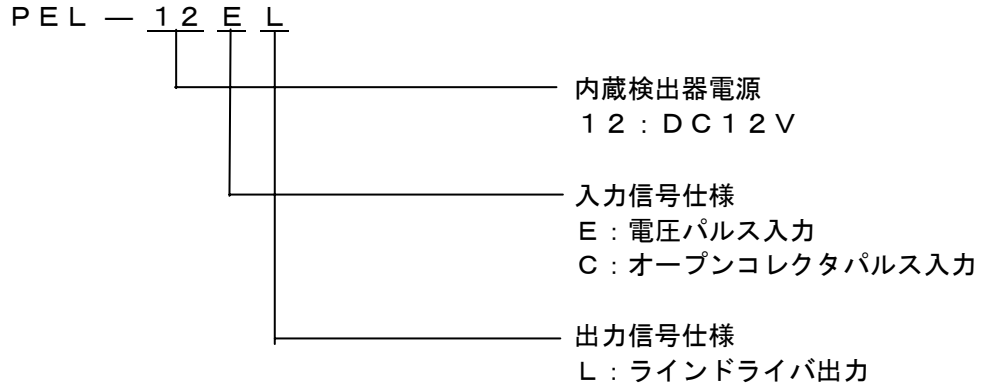 PEL―12EL
内蔵検出器電源
12:DC12V
入力信号仕様
E:電圧パルス入力
C:オープンコレクタパルス入力
出力信号仕様
L:ラインドライバ出力